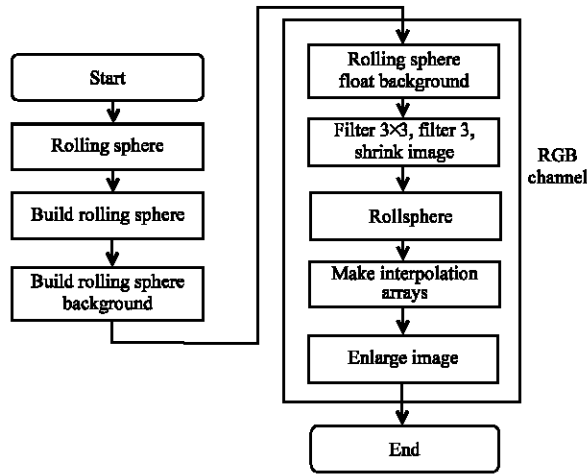 Start
Rolling sphere
Build rolling sphere
Build rolling sphere
background
Rolling sphere
float background
Filter 3×3, filter 3,
shrink image
Rollsphere
Make interpolation
arrays
Enlarge image
RGB
channel
End